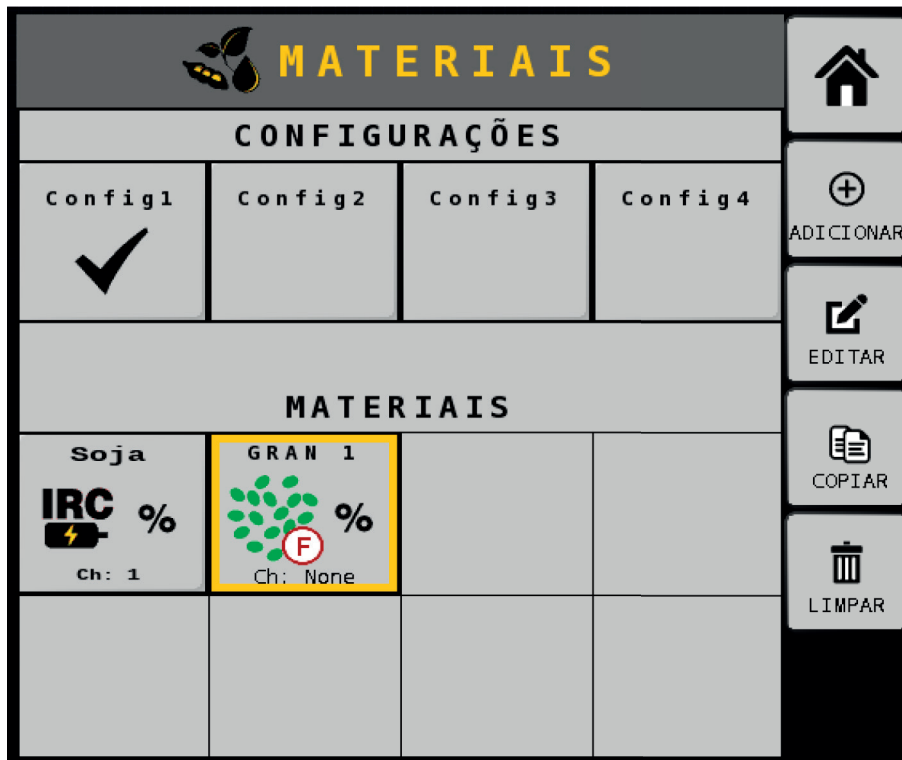 MATERIAIS
CONFIGURAÇÕES
Config1
Config2
Config3
Config4
ADICIONAR
EDITAR
MATERIAIS
Soja
IRC %
Ch: 1
GRAN 1
%
F
Ch: None
COPIAR
LIMPAR